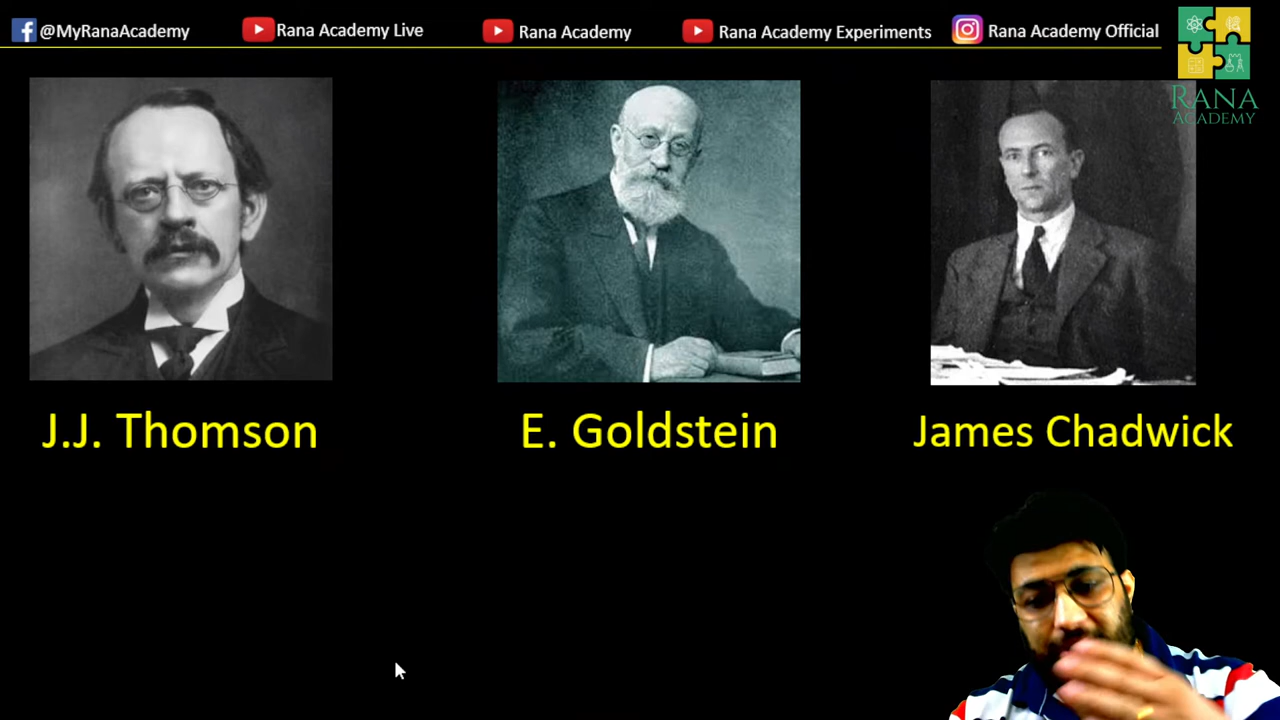 @MyRanaAcademy
Rana Academy Live
Rana Academy
Rana Academy Experiments
Rana Academy Official
RANA
ACADEMY
J.J. Thomson
E. Goldstein
James Chadwick